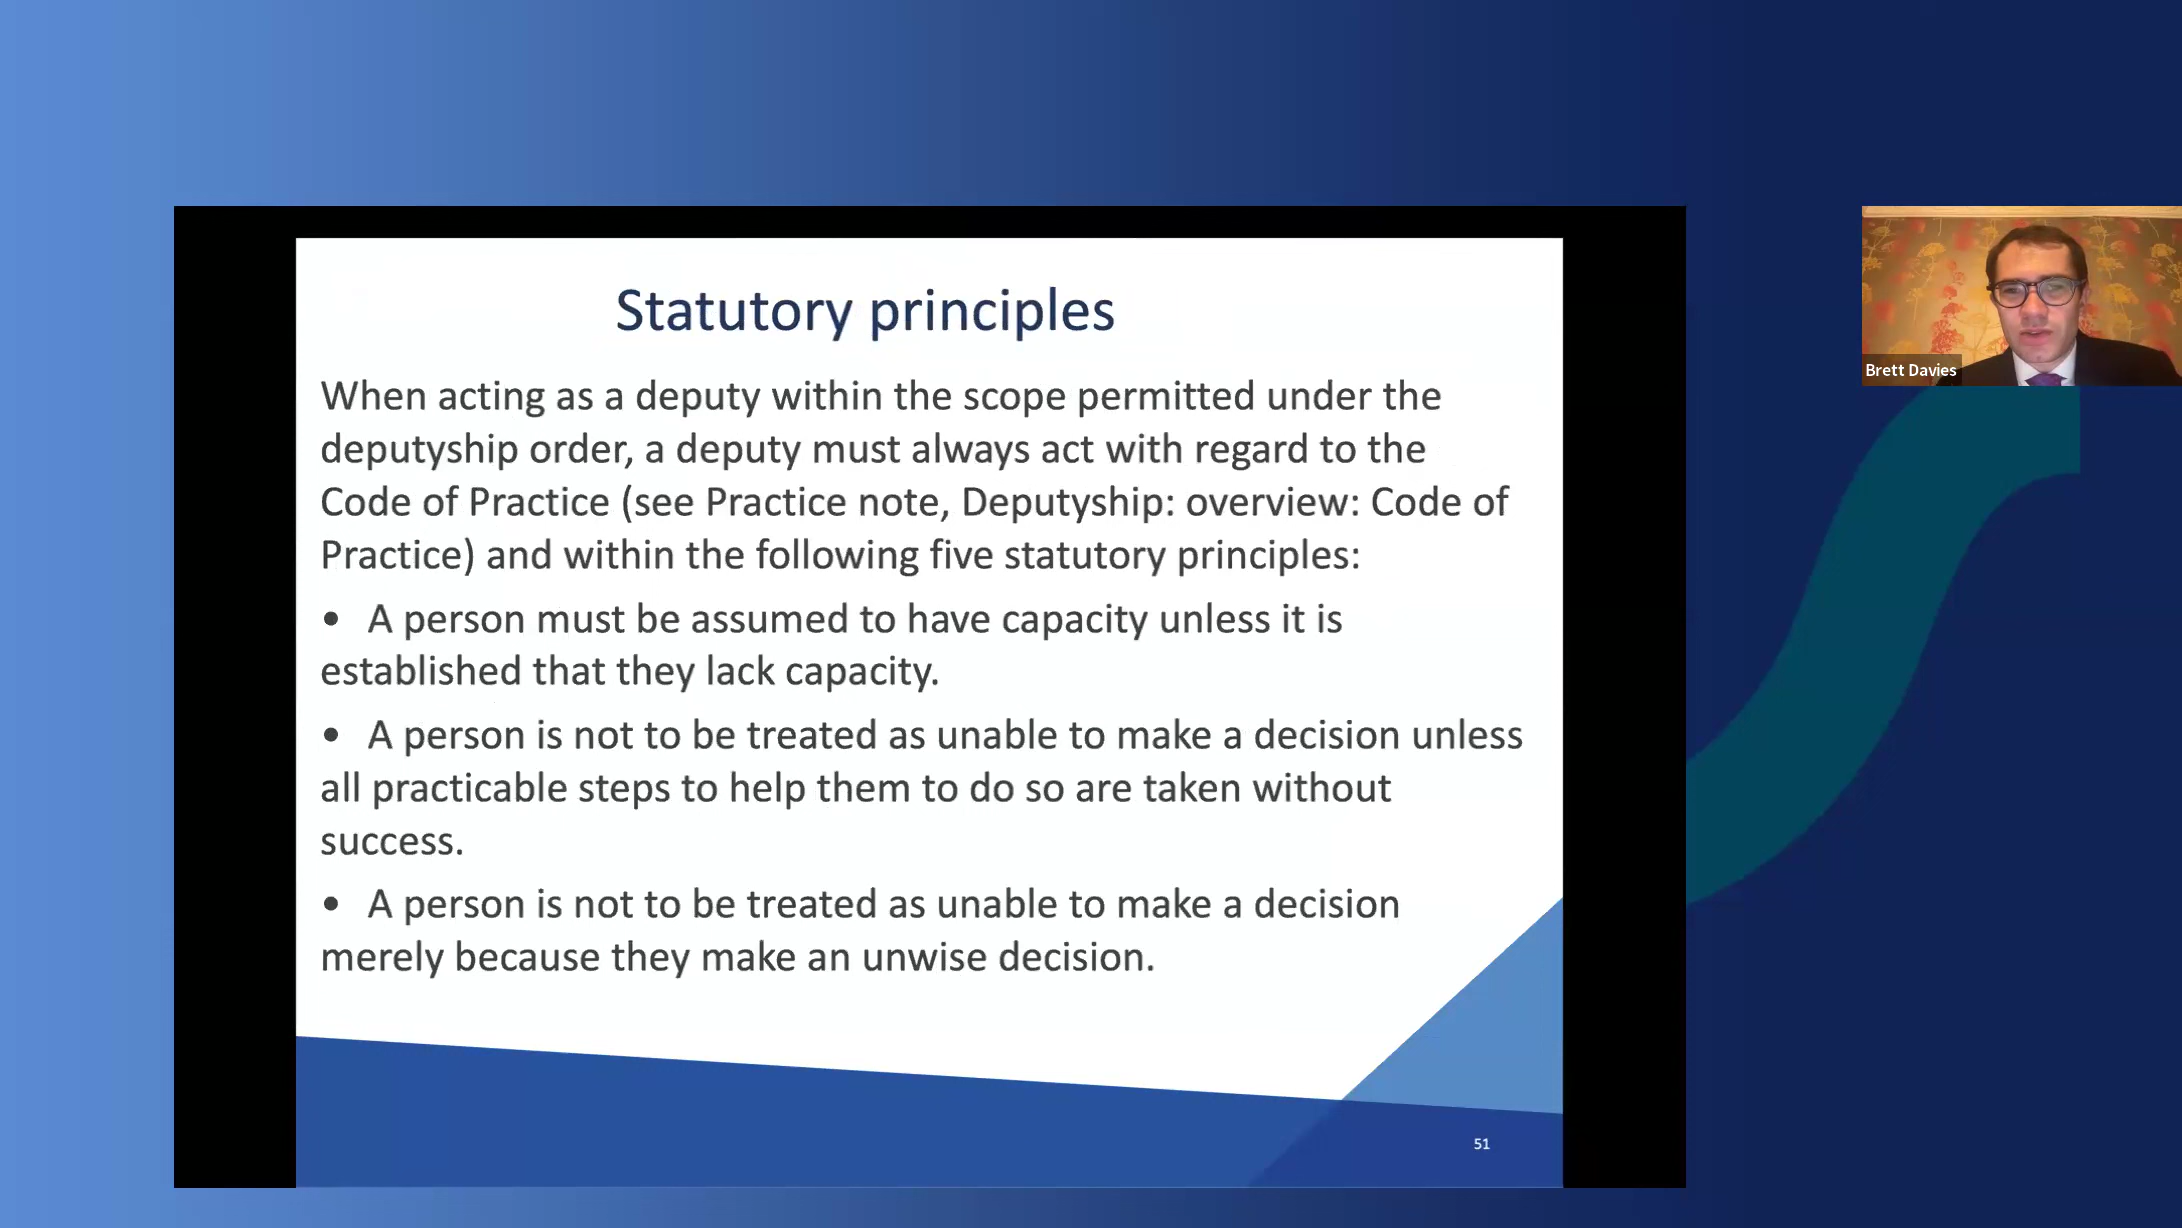 Statutory principles
When acting as a deputy within the scope permitted under the
deputyship order, a deputy must always act with regard to the
Code of Practice (see Practice note, Deputyship: overview: Code of
Practice) and within the following five statutory principles:
• A person must be assumed to have capacity unless it is
established that they lack capacity.
• A person is not to be treated as unable to make a decision unless
all practicable steps to help them to do so are taken without
success.
• A person is not to be treated as unable to make a decision
merely because they make an unwise decision.
51
Brett Davies